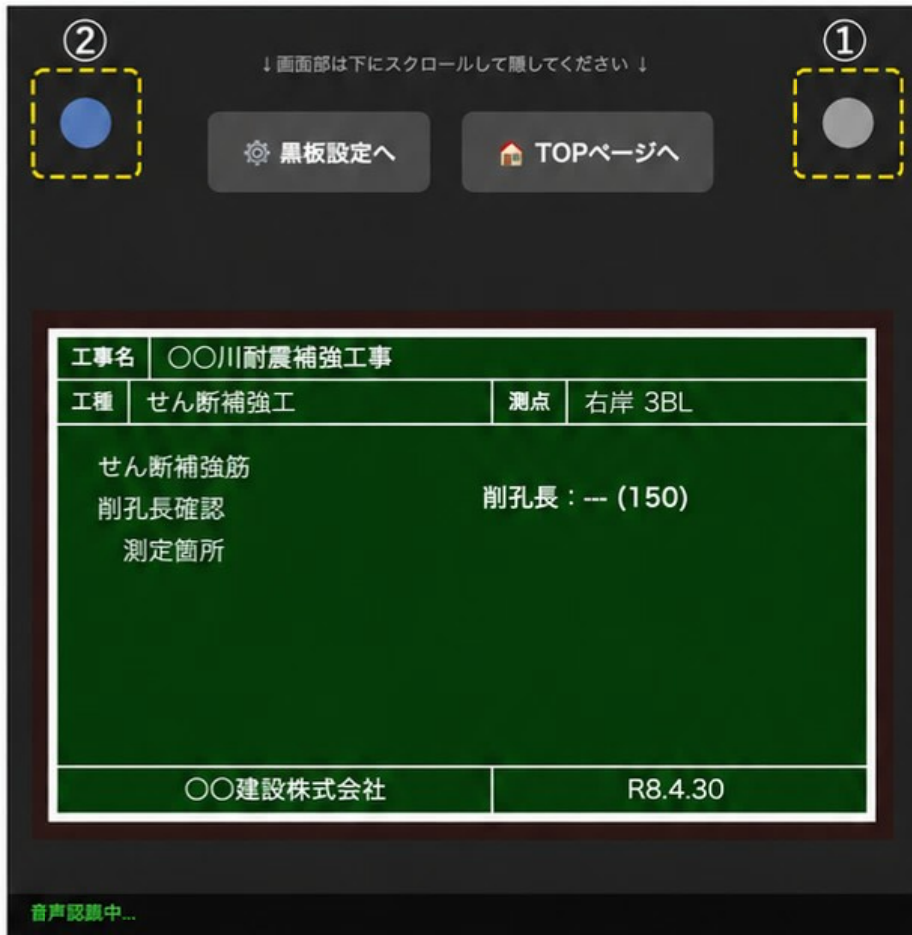 ② ①
↓画面部は下にスクロールして隠してください ↓
黒板設定へ TOPページへ
工事名 〇〇川耐震補強工事
工種 せん断補強工 測点 右岸 3BL
せん断補強筋
削孔長確認 削孔長：--- (150)
測定箇所
〇〇建設株式会社 R8.4.30
音声認識中...